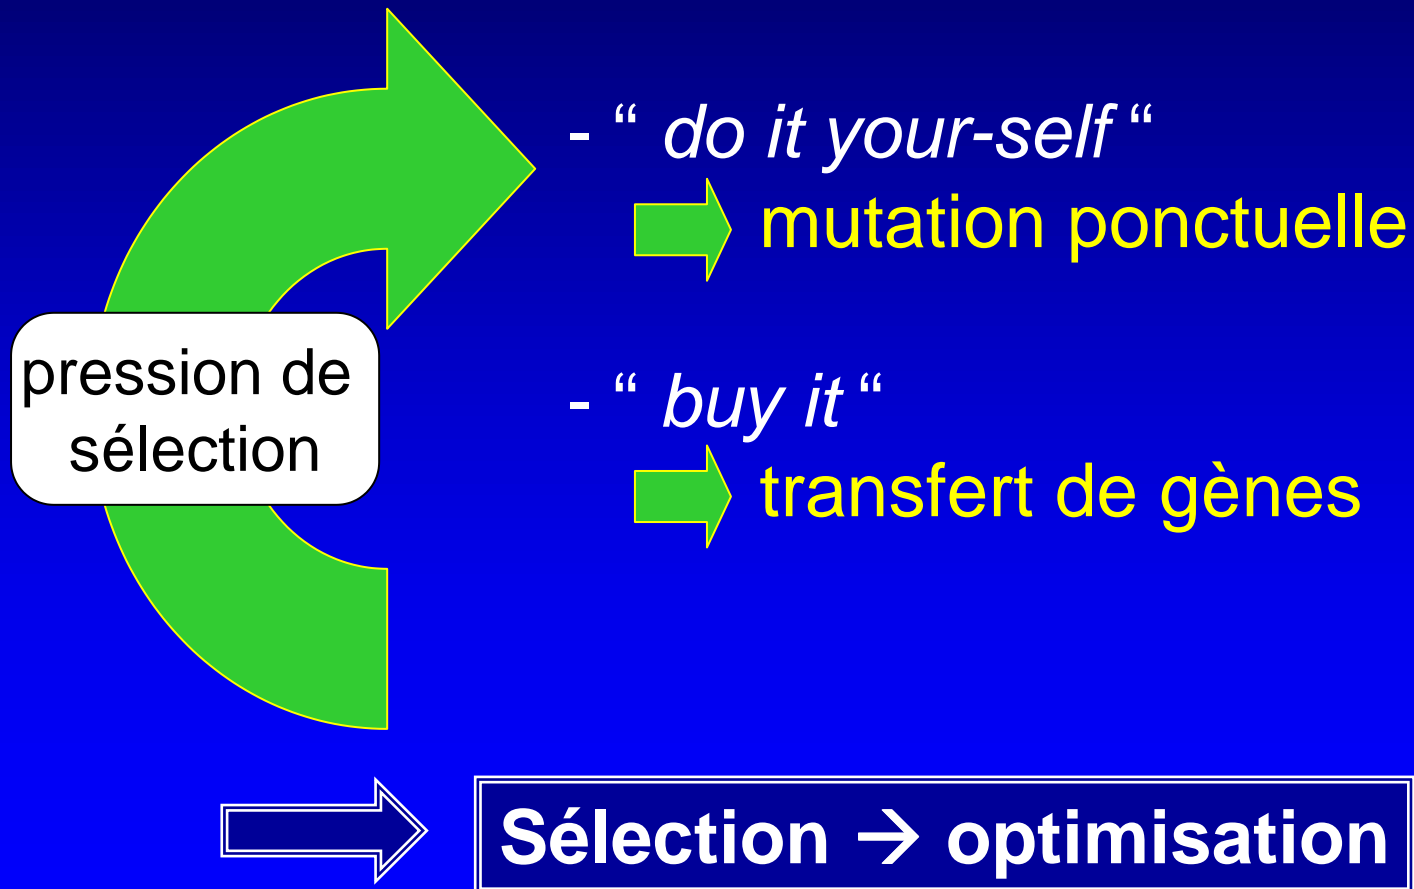 - “ do it your-self “
mutation ponctuelle
pression de
sélection
- “ buy it “
transfert de gènes
Sélection → optimisation